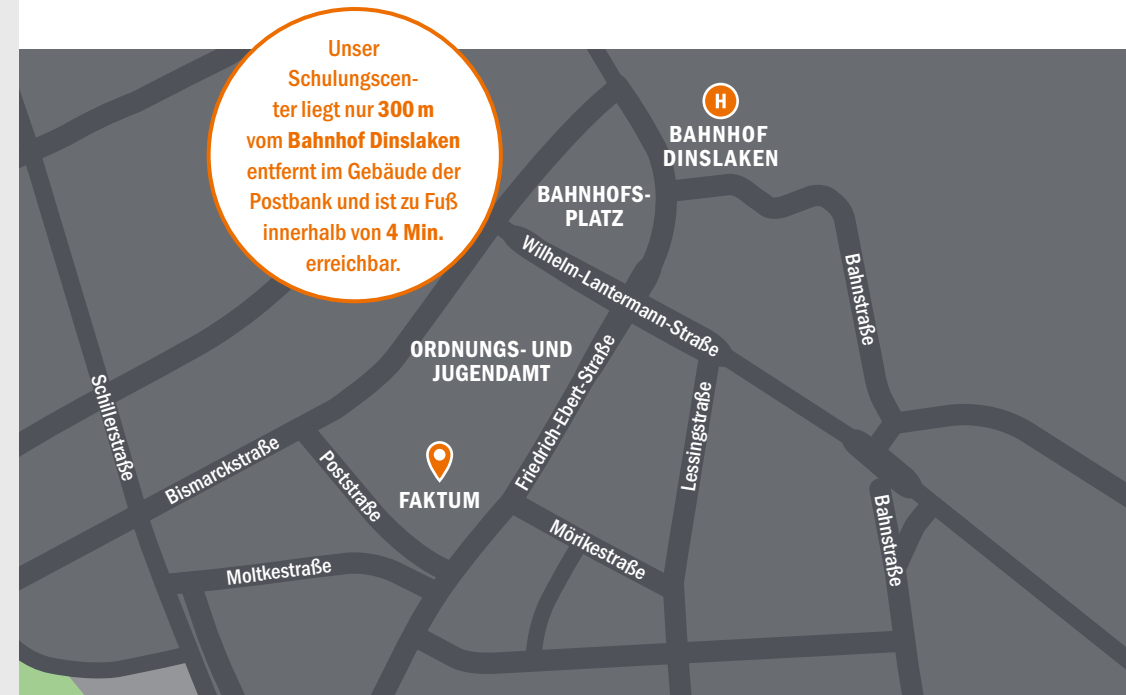 Unser
Schulungscen-
ter liegt nur 300 m
vom Bahnhof Dinslaken
entfernt im Gebäude der
Postbank und ist zu Fuß
innerhalb von 4 Min.
erreichbar.
H
BAHNHOF
DINSLAKEN
BAHNHOFS-
PLATZ
Wilhelm-Lantermann-Straße
Bahnstraße
ORDNUNGS- UND
JUGENDAMT
Friedrich-Ebert-Straße
Lessingstraße
Schillerstraße
Bismarckstraße
Poststraße
FAKTUM
Mörikestraße
Bahnstraße
Moltkestraße